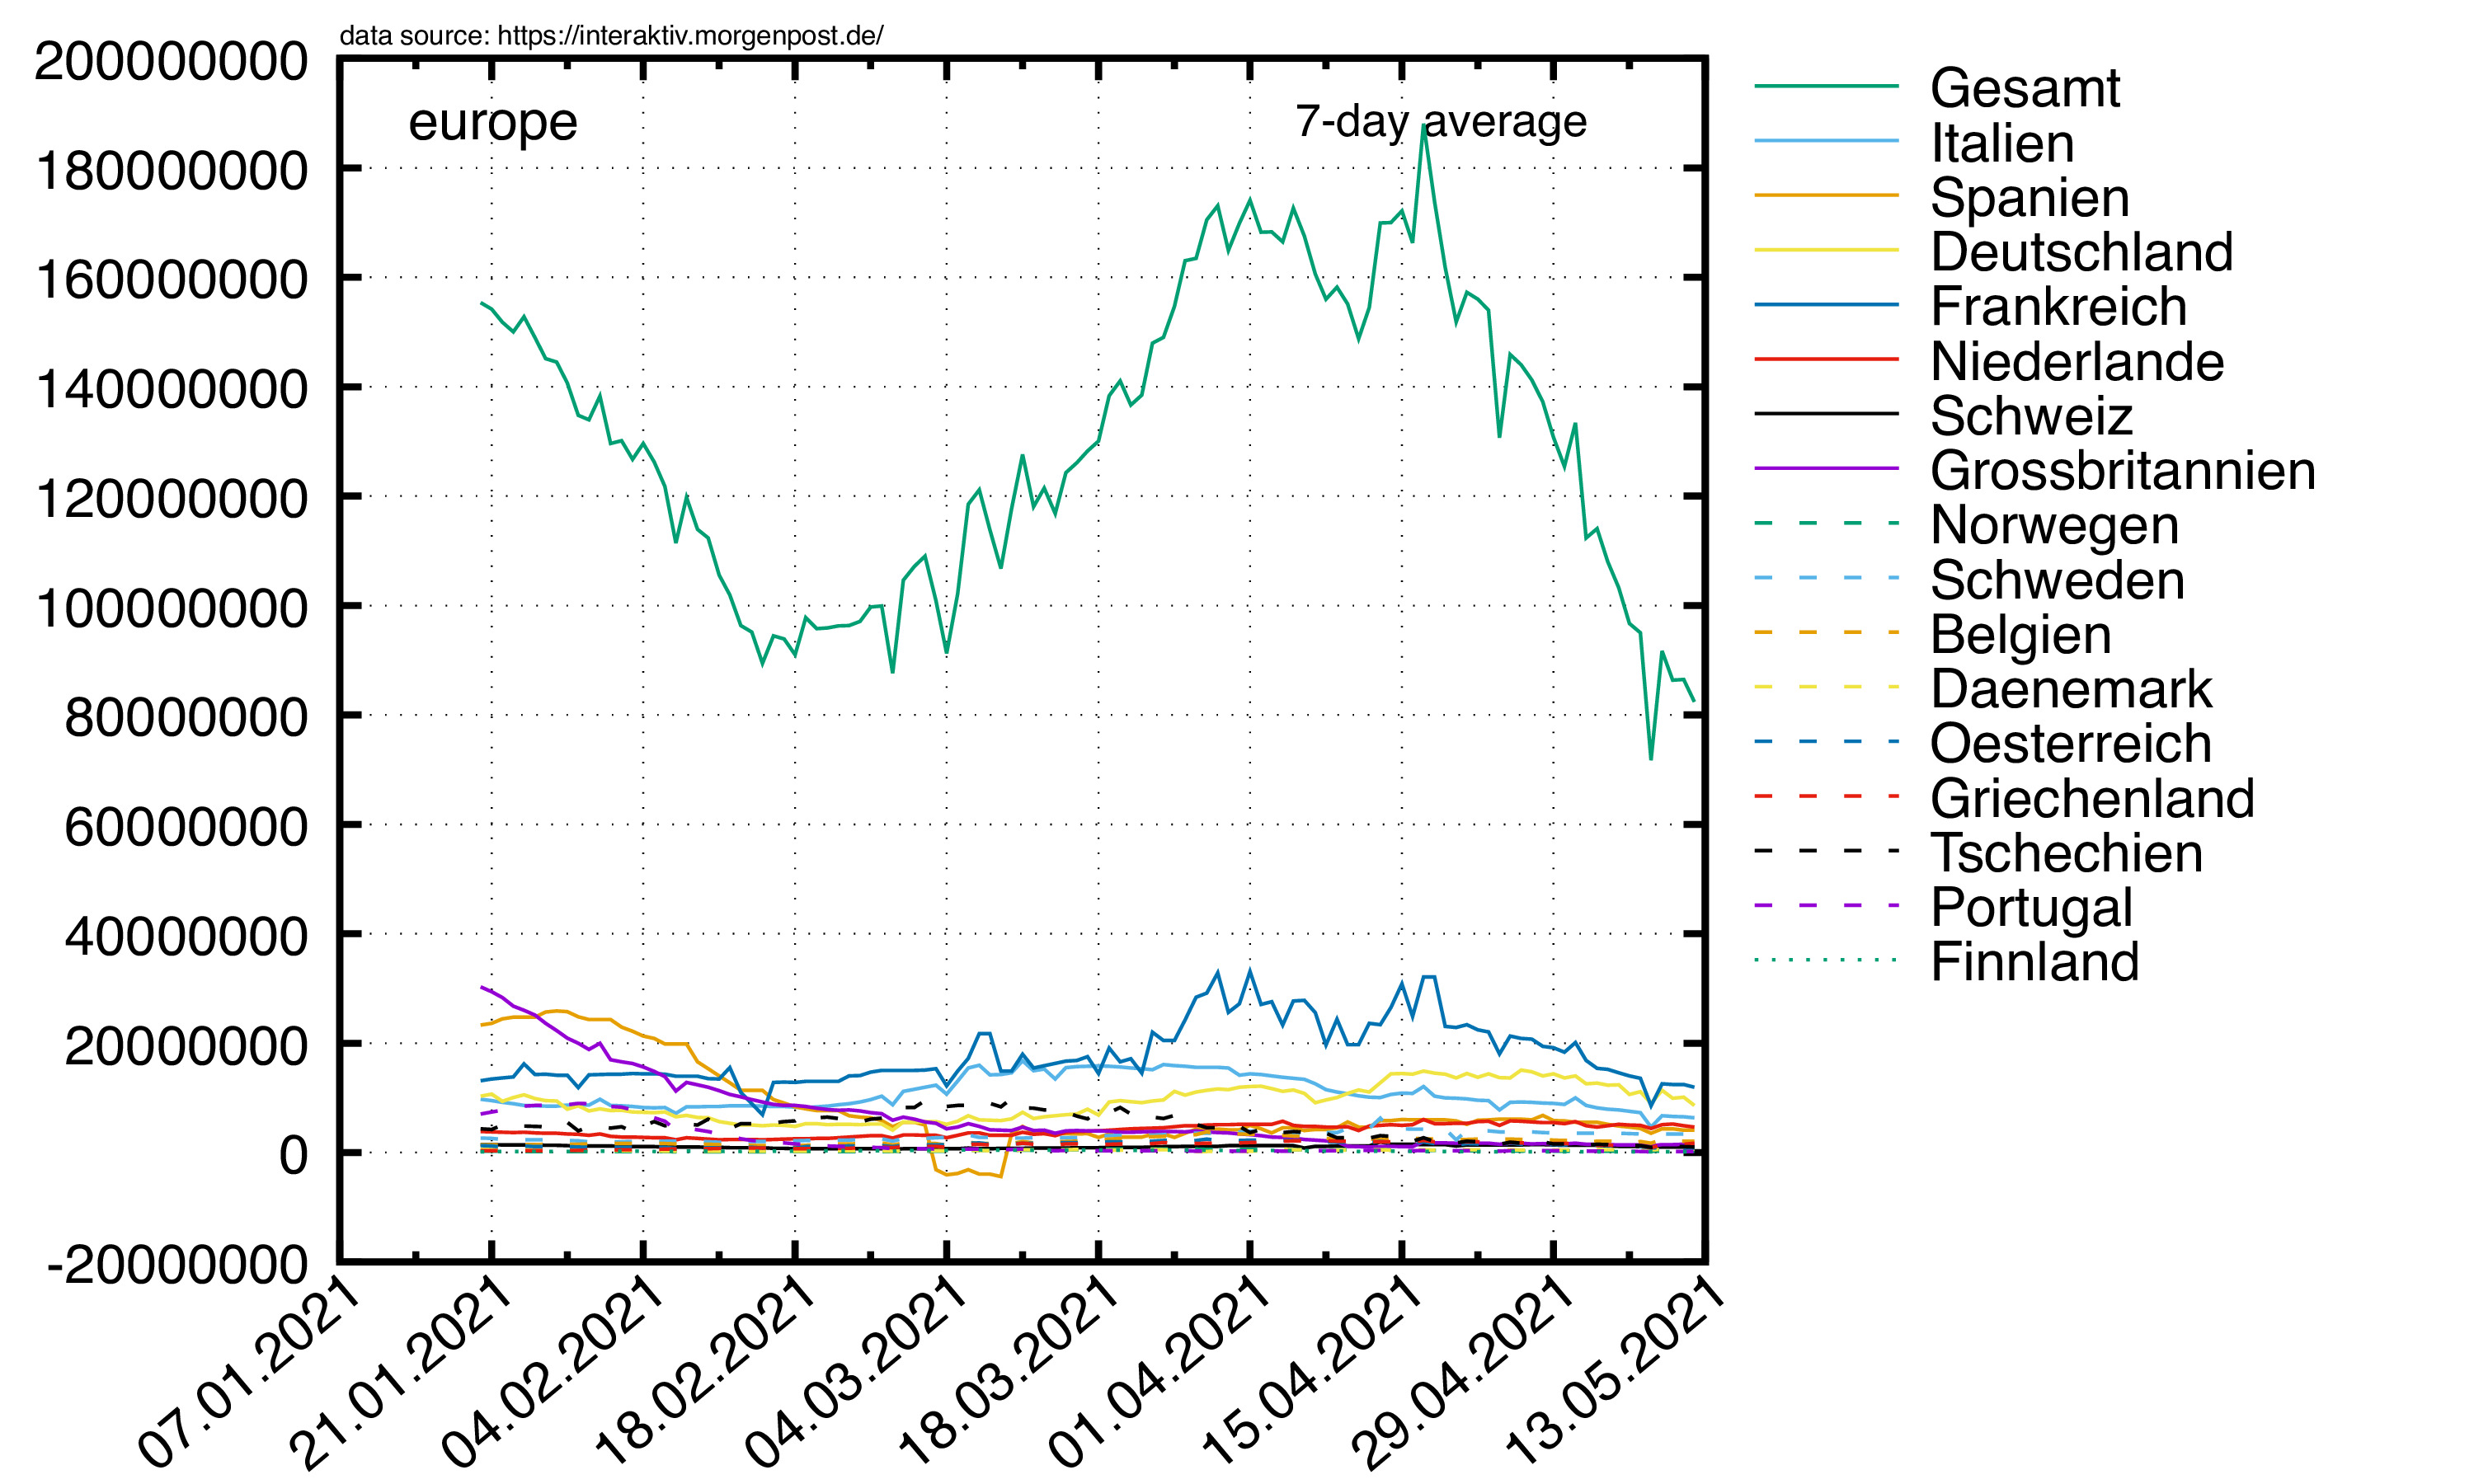 data source: https://interaktiv.morgenpost.de/
europe
7-day average
200000000
180000000
160000000
140000000
120000000
100000000
80000000
60000000
40000000
20000000
0
-20000000
07.01.2021
21.01.2021
04.02.2021
18.02.2021
04.03.2021
18.03.2021
01.04.2021
15.04.2021
29.04.2021
13.05.2021
Gesamt
Italien
Spanien
Deutschland
Frankreich
Niederlande
Schweiz
Grossbritannien
Norwegen
Schweden
Belgien
Daenemark
Oesterreich
Griechenland
Tschechien
Portugal
Finnland